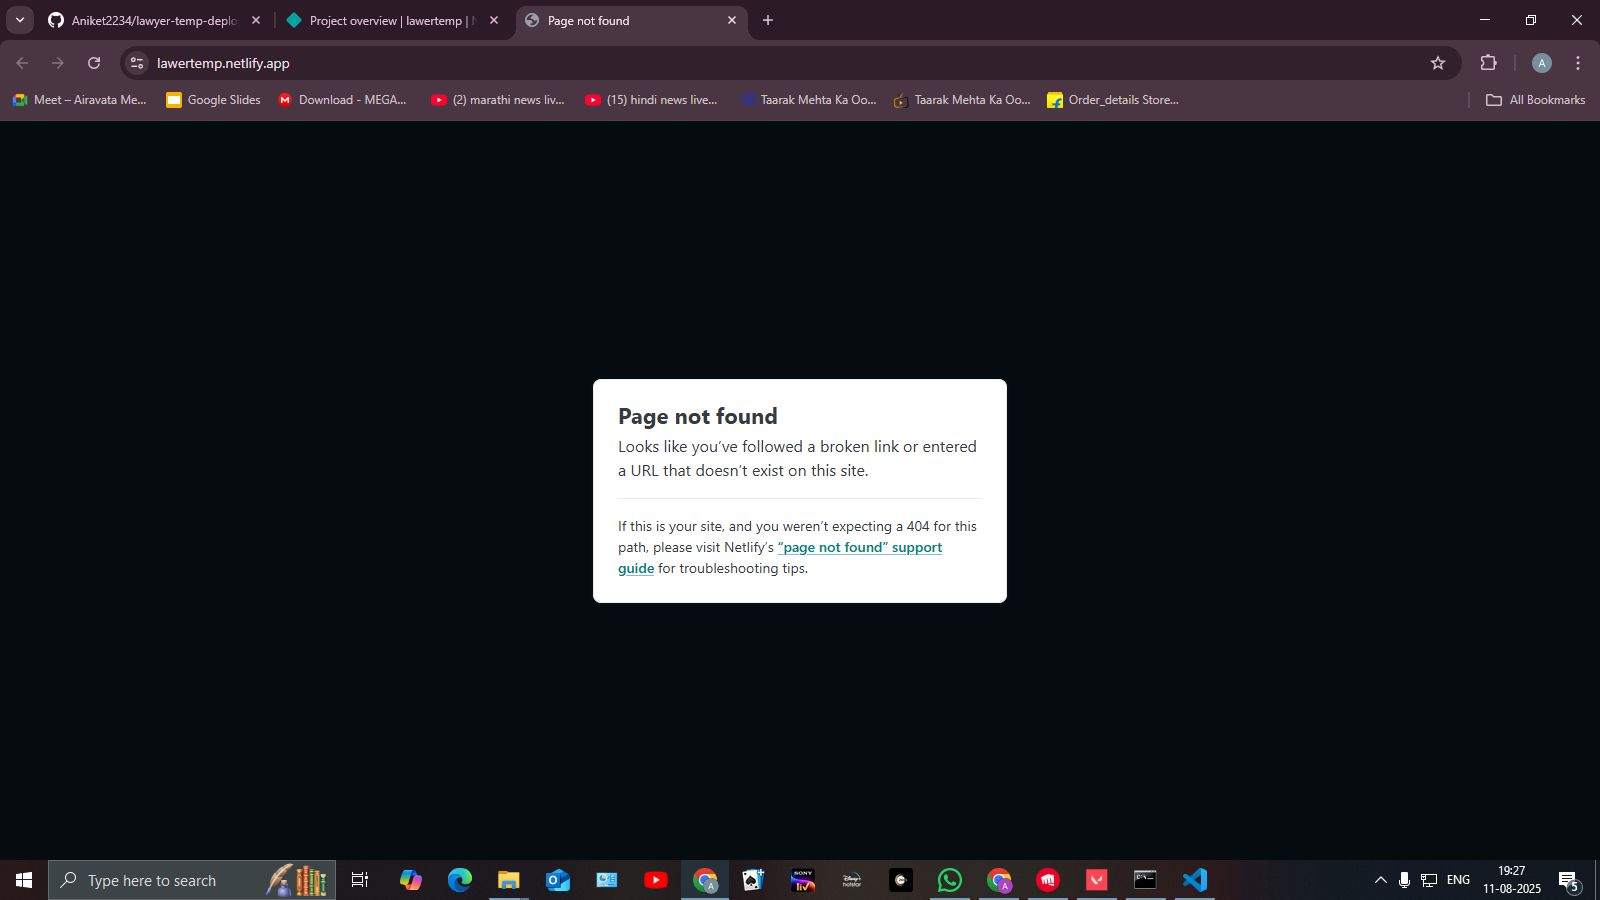 Aniket2234/lawyer-temp-deplo
Project overview | lawertemp |
Page not found
lawertemp.netlify.app
A
Meet – Airavata Me...
Google Slides
Download - MEGA...
(2) marathi news liv...
(15) hindi news live...
Taarak Mehta Ka Oo...
Taarak Mehta Ka Oo...
Order_details Store...
All Bookmarks
Page not found
Looks like you've followed a broken link or entered
a URL that doesn't exist on this site.
If this is your site, and you weren't expecting a 404 for this
path, please visit Netlify's "page not found" support
guide for troubleshooting tips.
Type here to search
ENG
19:27
11-08-2025
5